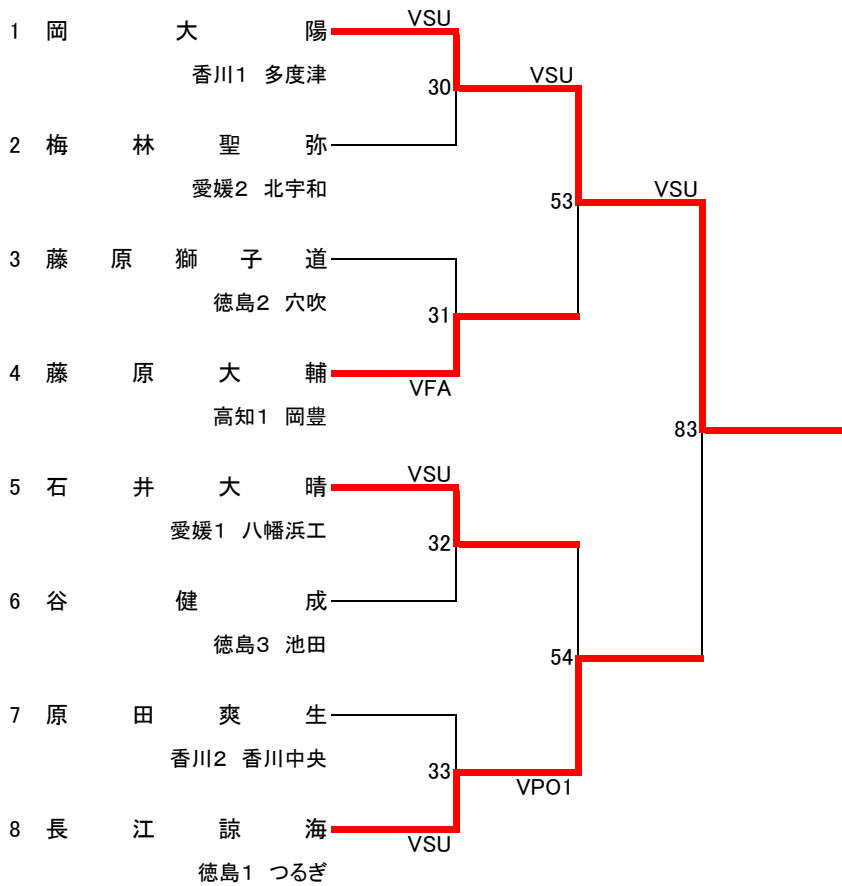 VSU
1 岡大陽
香川1 多度津
VSU
30
2 梅林聖弥
愛媛2 北宇和
VSU
53
3 藤原獅子道
徳島2 穴吹
31
4 藤原大輔
VFA
高知1 岡豊
83
VSU
5 石井大晴
愛媛1 八幡浜工
32
6 谷健成
徳島3 池田
54
7 原田爽生
香川2 香川中央
33
VPO1
8 長江諒海
VSU
徳島1 つるぎ